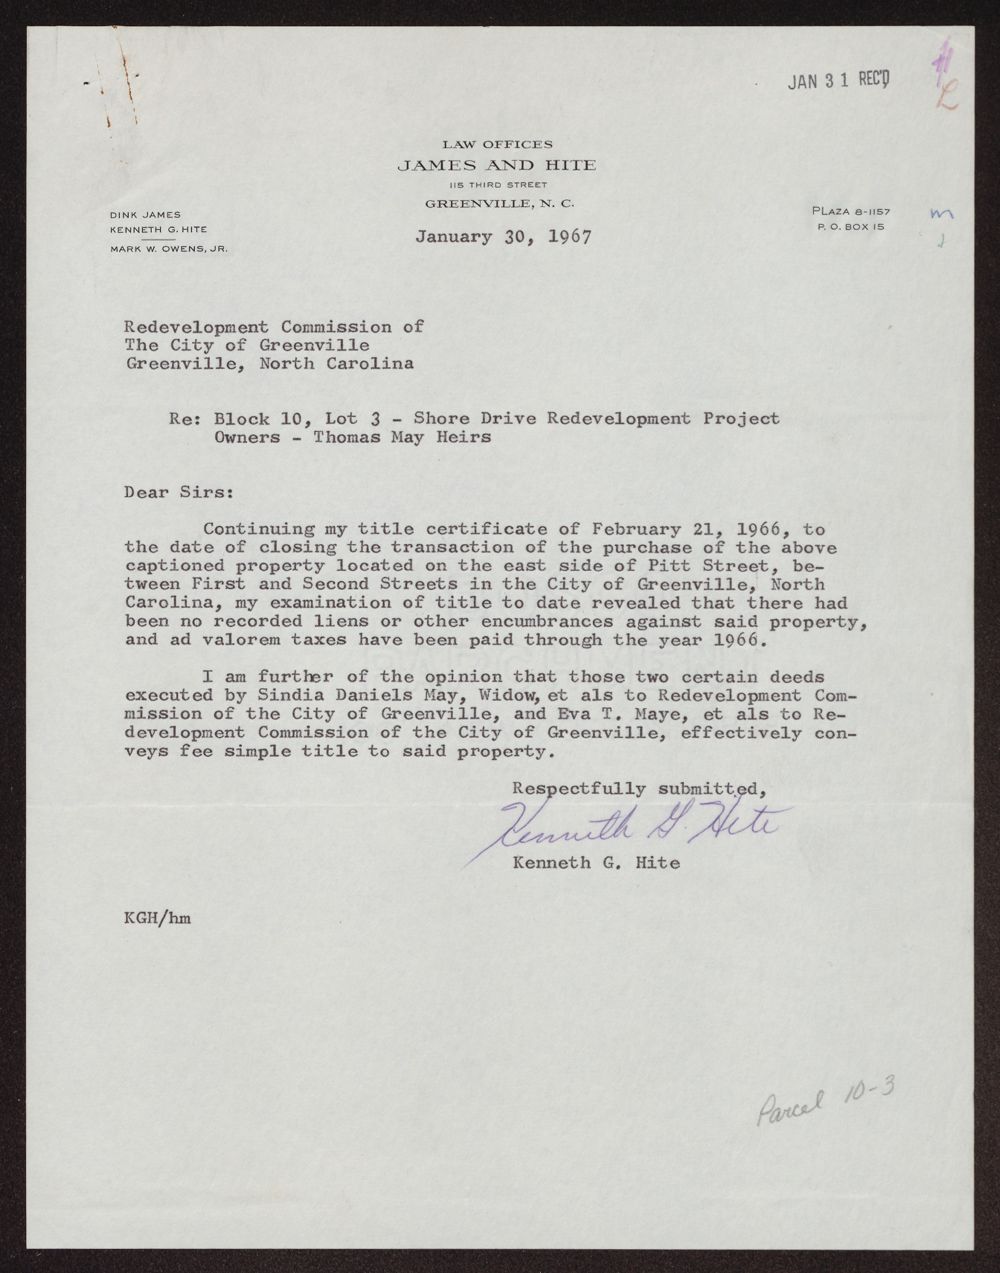 JAN 31 REC'D
LAW OFFICES
JAMES AND HITE
115 THIRD STREET
GREENVILLE, N. C.
DINK JAMES
KENNETH G. HITE
MARK W. OWENS, JR.
PLAZA 8-1157
P. O. BOX 15
January 30, 1967
Redevelopment Commission of
The City of Greenville
Greenville, North Carolina
Re: Block 10, Lot 3 - Shore Drive Redevelopment Project
Owners - Thomas May Heirs
Dear Sirs:
Continuing my title certificate of February 21, 1966, to
the date of closing the transaction of the purchase of the above
captioned property located on the east side of Pitt Street, be-
tween First and Second Streets in the City of Greenville, North
Carolina, my examination of title to date revealed that there had
been no recorded liens or other encumbrances against said property,
and ad valorem taxes have been paid through the year 1966.
I am further of the opinion that those two certain deeds
executed by Sindia Daniels May, Widow, et als to Redevelopment Com-
mission of the City of Greenville, and Eva T. Maye, et als to Re-
development Commission of the City of Greenville, effectively con-
veys fee simple title to said property.
Respectfully submitted,
Kenneth G. Hite
Kenneth G. Hite
KGH/hm
Parcel 10-3